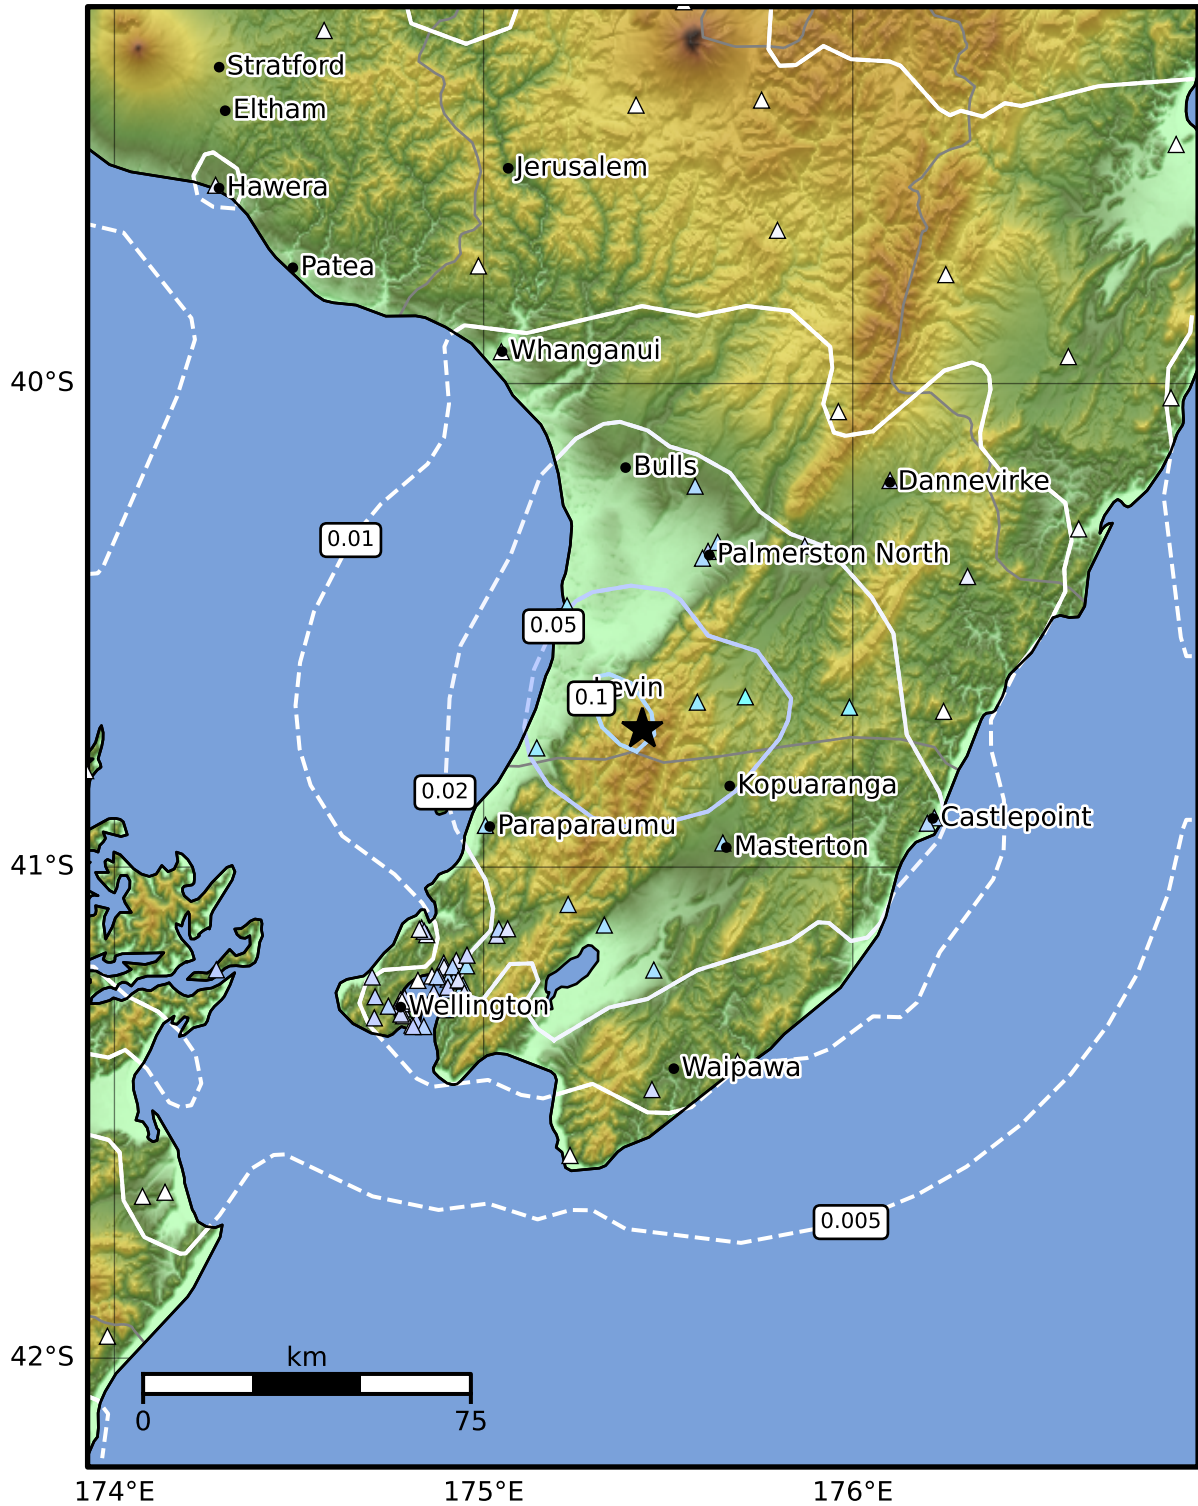 Stratford
Eltham
Jerusalem
Hawera
Patea
Whanganui
40°S
Bulls
Dannevirke
0.01
Palmerston North
0.05
Levin
0.1
Kopuaranga
0.02
Castlepoint
Paraparaumu
Masterton
41°S
Wellington
Waipawa
0.005
km
42°S
0
75
174°E
175°E
176°E